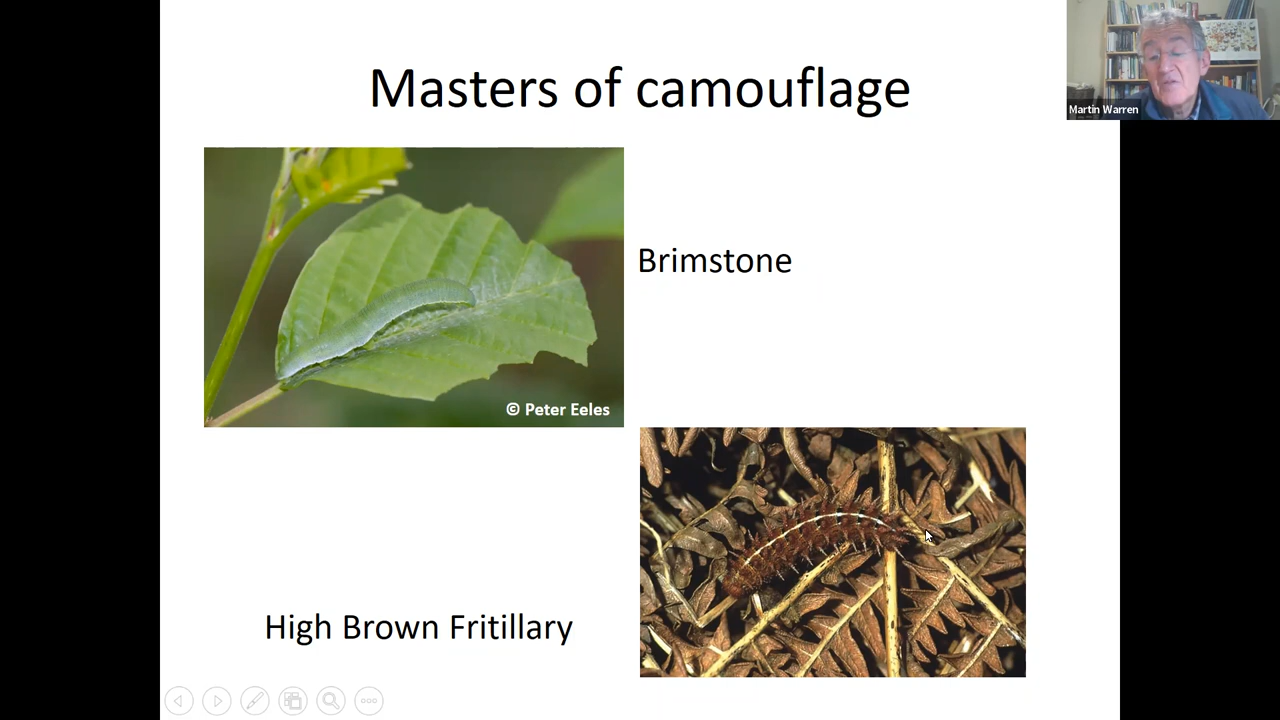 Masters of camouflage
Martin Warren
Brimstone
© Peter Eeles
High Brown Fritillary